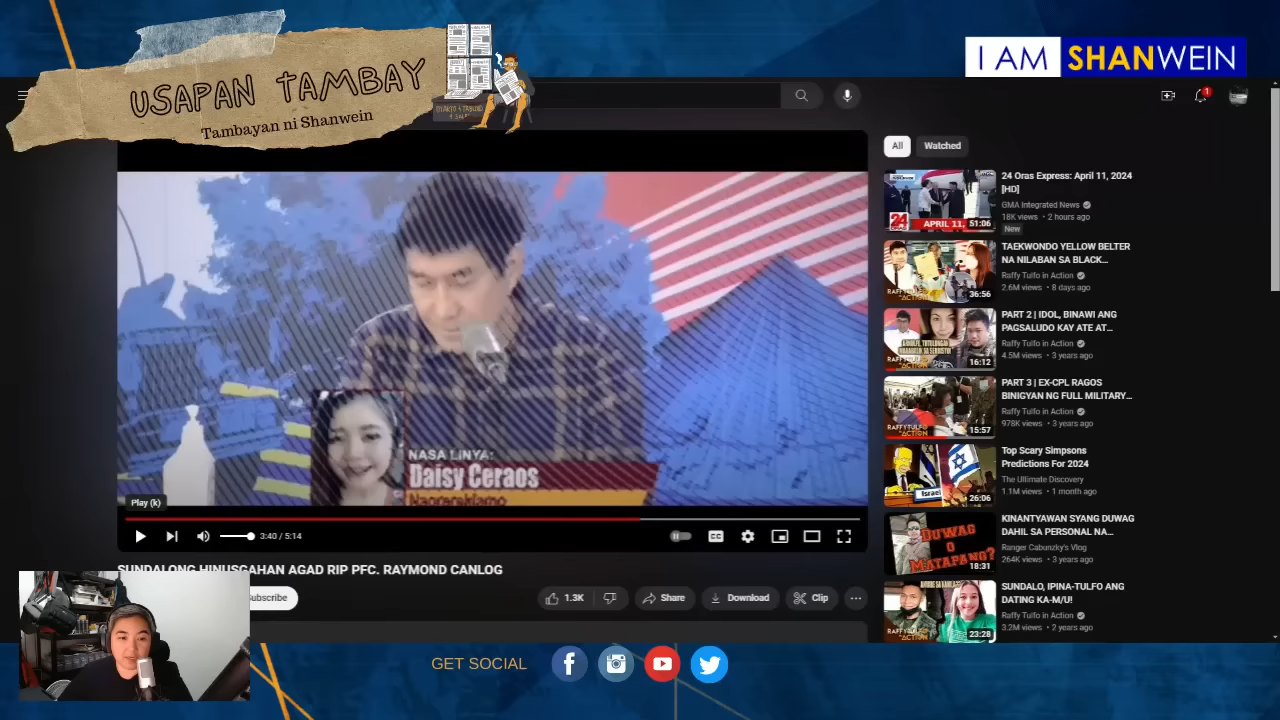 USAPAN TAMBAY
Tambayan ni Shanwein
I AM SHANWEIN
1
All
Watched
24 Oras Express: April 11, 2024
[HD]
GMA Integrated News
18K views • 2 hours ago
New
APRIL 11,
51:06
TAEKWONDO YELLOW BELTER
NA NILABAN SA BLACK...
Raffy Tulfo in Action
2.6M views • 8 days ago
36:56
PART 2 | IDOL, BINAWI ANG
PAGSALUDO KAY ATE AT...
Raffy Tulfo in Action
4.5M views • 3 years ago
16:12
PART 3 | EX-CPL RAGOS
BINIGYAN NG FULL MILITARY...
Raffy Tulfo in Action
978K views • 3 years ago
15:57
Top Scary Simpsons
Predictions For 2024
The Ultimate Discovery
1.1M views • 1 month ago
Israel
26:06
KINANTYAWAN SYANG DUWAG
DAHIL SA PERSONAL NA...
Ranger Cabunzky's Vlog
264K views • 3 years ago
DUWAG
O
MATAPANG?
18:31
SUNDALO, IPINA-TULFO ANG
DATING KA-M/U!
Raffy Tulfo in Action
3.2M views • 2 years ago
23:28
NASA LINYA:
Daisy Ceraos
Nagrereklamo
Play (k)
3:40 / 5:14
CC
SUNDALONG HINUSGAHAN AGAD RIP PFC. RAYMOND CANLOG
ubscribe
1.3K
Share
Download
Clip
GET SOCIAL